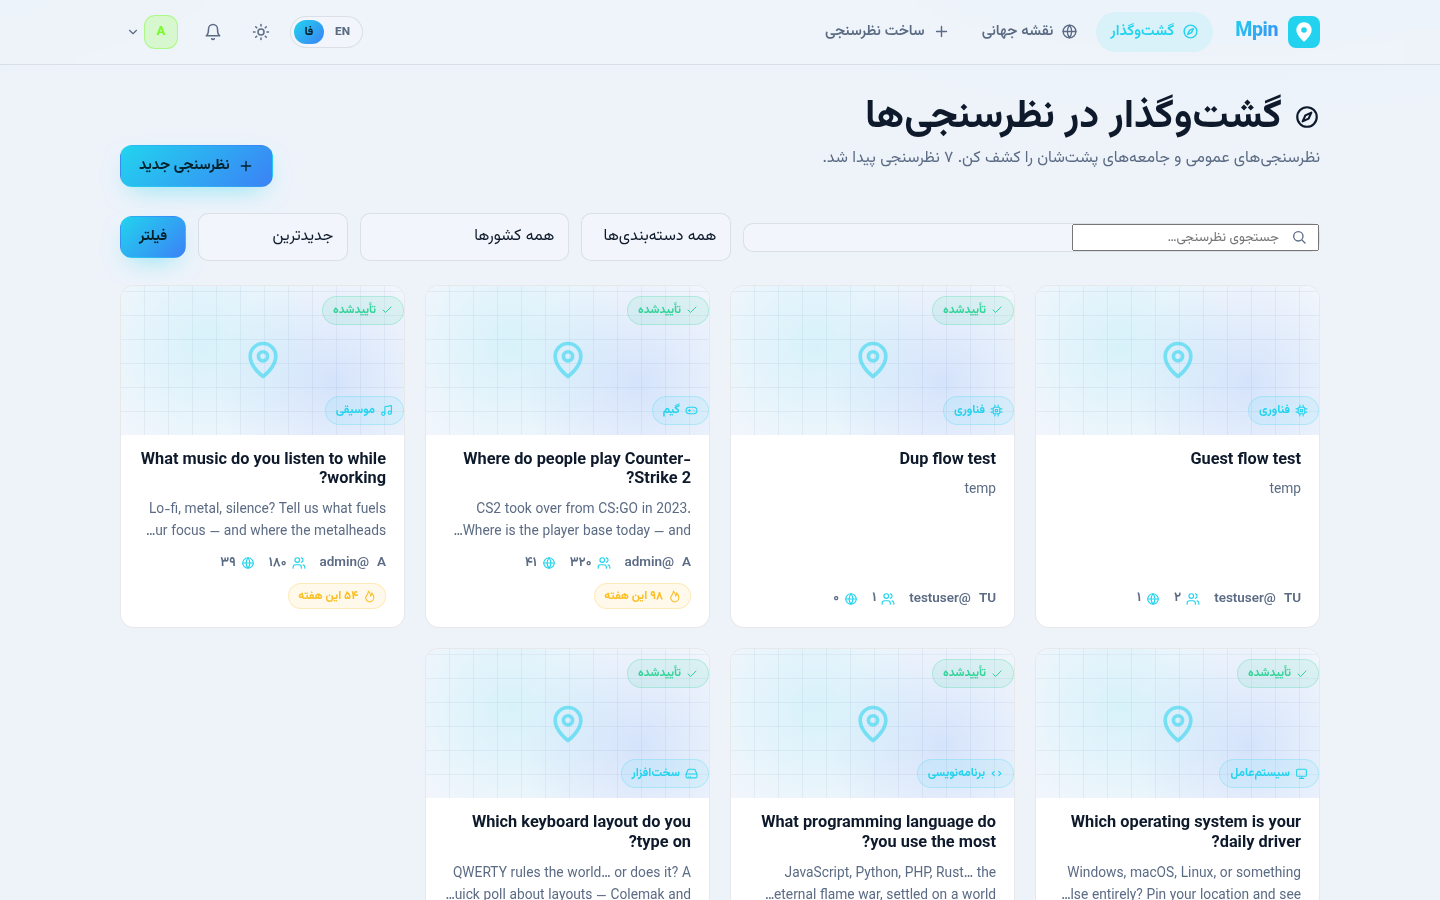 Mpin
گشت‌وگذار
نقشه جهانی
ساخت نظرسنجی
EN
فا
A
گشت‌وگذار در نظرسنجی‌ها
نظرسنجی‌های عمومی و جامعه‌های پشت‌شان را کشف کن. ۷ نظرسنجی پیدا شد.
نظرسنجی جدید
جستجوی نظرسنجی...
همه دسته‌بندی‌ها
همه کشورها
جدیدترین
فیلتر
تأییدشده
فناوری
Guest flow test
temp
TU @testuser ۲ ۱
تأییدشده
فناوری
Dup flow test
temp
TU @testuser ۱ ۰
تأییدشده
گیم
Where do people play Counter-
Strike 2?
CS2 took over from CS:GO in 2023.
Where is the player base today — and…
A @admin ۳۲۰ ۴۱
۹۸ این هفته
تأییدشده
موسیقی
What music do you listen to while
working?
Lo-fi, metal, silence? Tell us what fuels
ur focus — and where the metalheads…
A @admin ۱۸۰ ۳۹
۵۴ این هفته
تأییدشده
سیستم‌عامل
Which operating system is your
daily driver?
Windows, macOS, Linux, or something
lse entirely? Pin your location and see…
تأییدشده
برنامه‌نویسی
What programming language do
you use the most?
JavaScript, Python, PHP, Rust… the
eternal flame war, settled on a world…
تأییدشده
سخت‌افزار
Which keyboard layout do you
type on?
QWERTY rules the world… or does it? A
uick poll about layouts — Colemak and…